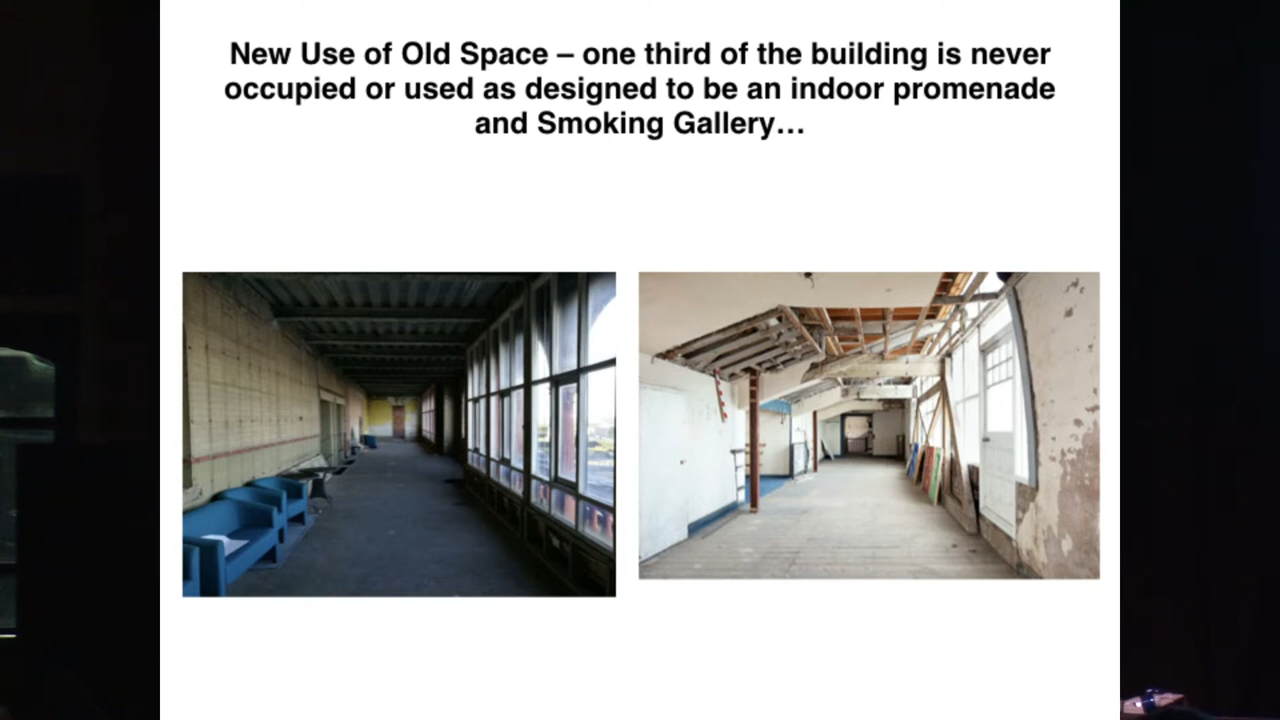 New Use of Old Space – one third of the building is never
occupied or used as designed to be an indoor promenade
and Smoking Gallery…